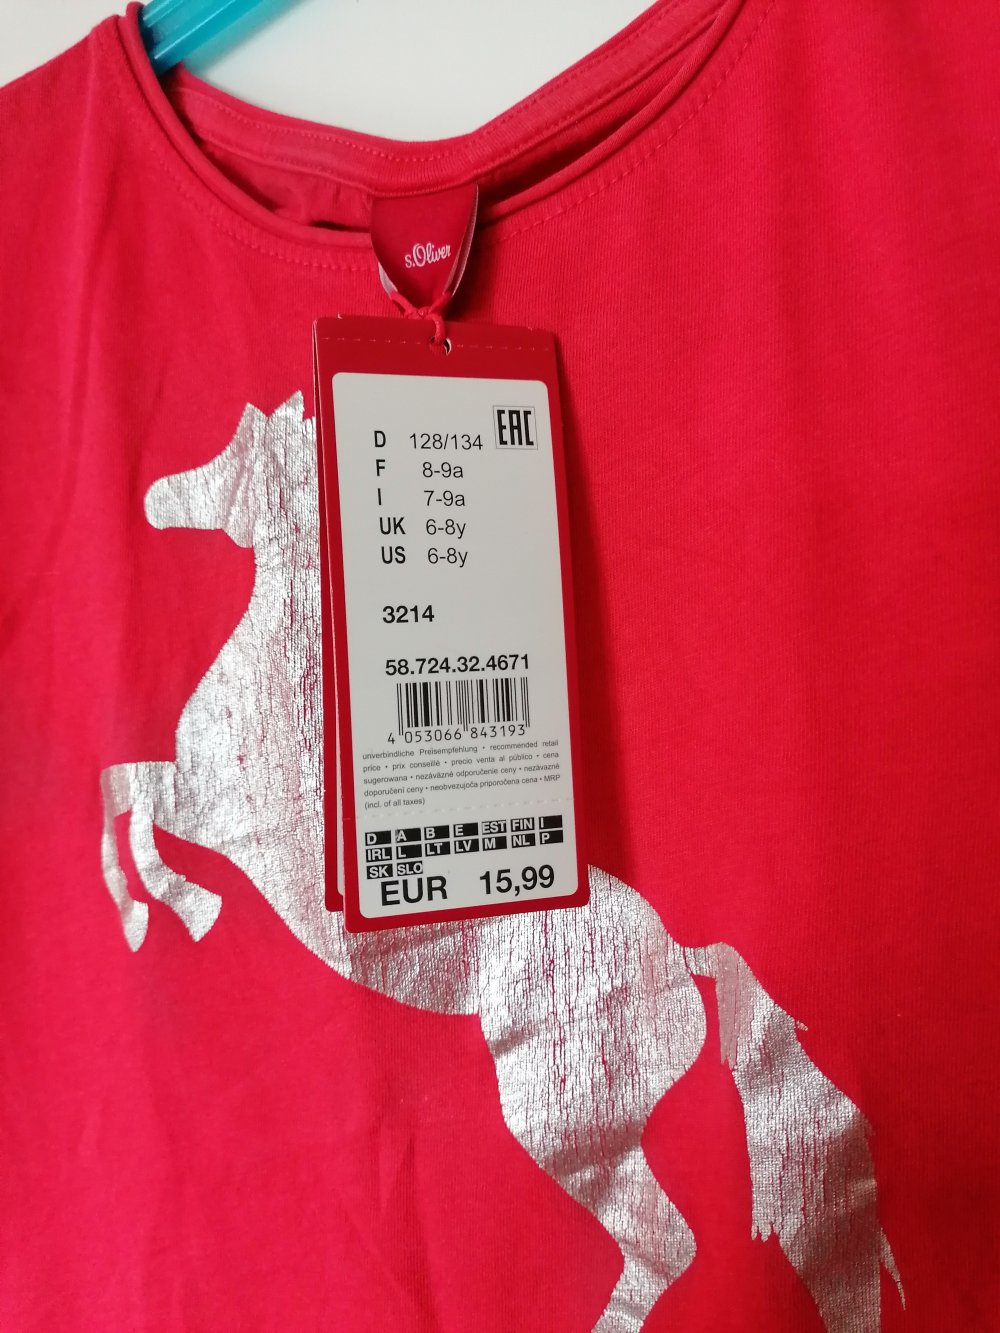 s.Oliver
EAC
D 128/134
F 8-9a
I 7-9a
UK 6-8y
US 6-8y
3214
58.724.32.4671
4 053066 843193
unverbindliche Preisempfehlung • recommended retail
price • prix conseillé • precio venta al público • cena
sugerowana • nezáväzné odporučenie ceny • nezávazné
doporučení ceny • neobvezujoča priporočena cena • MRP
(incl. of all taxes)
D A B E EST FIN I
IRL L LT LV M NL P
SK SLO
EUR 15,99